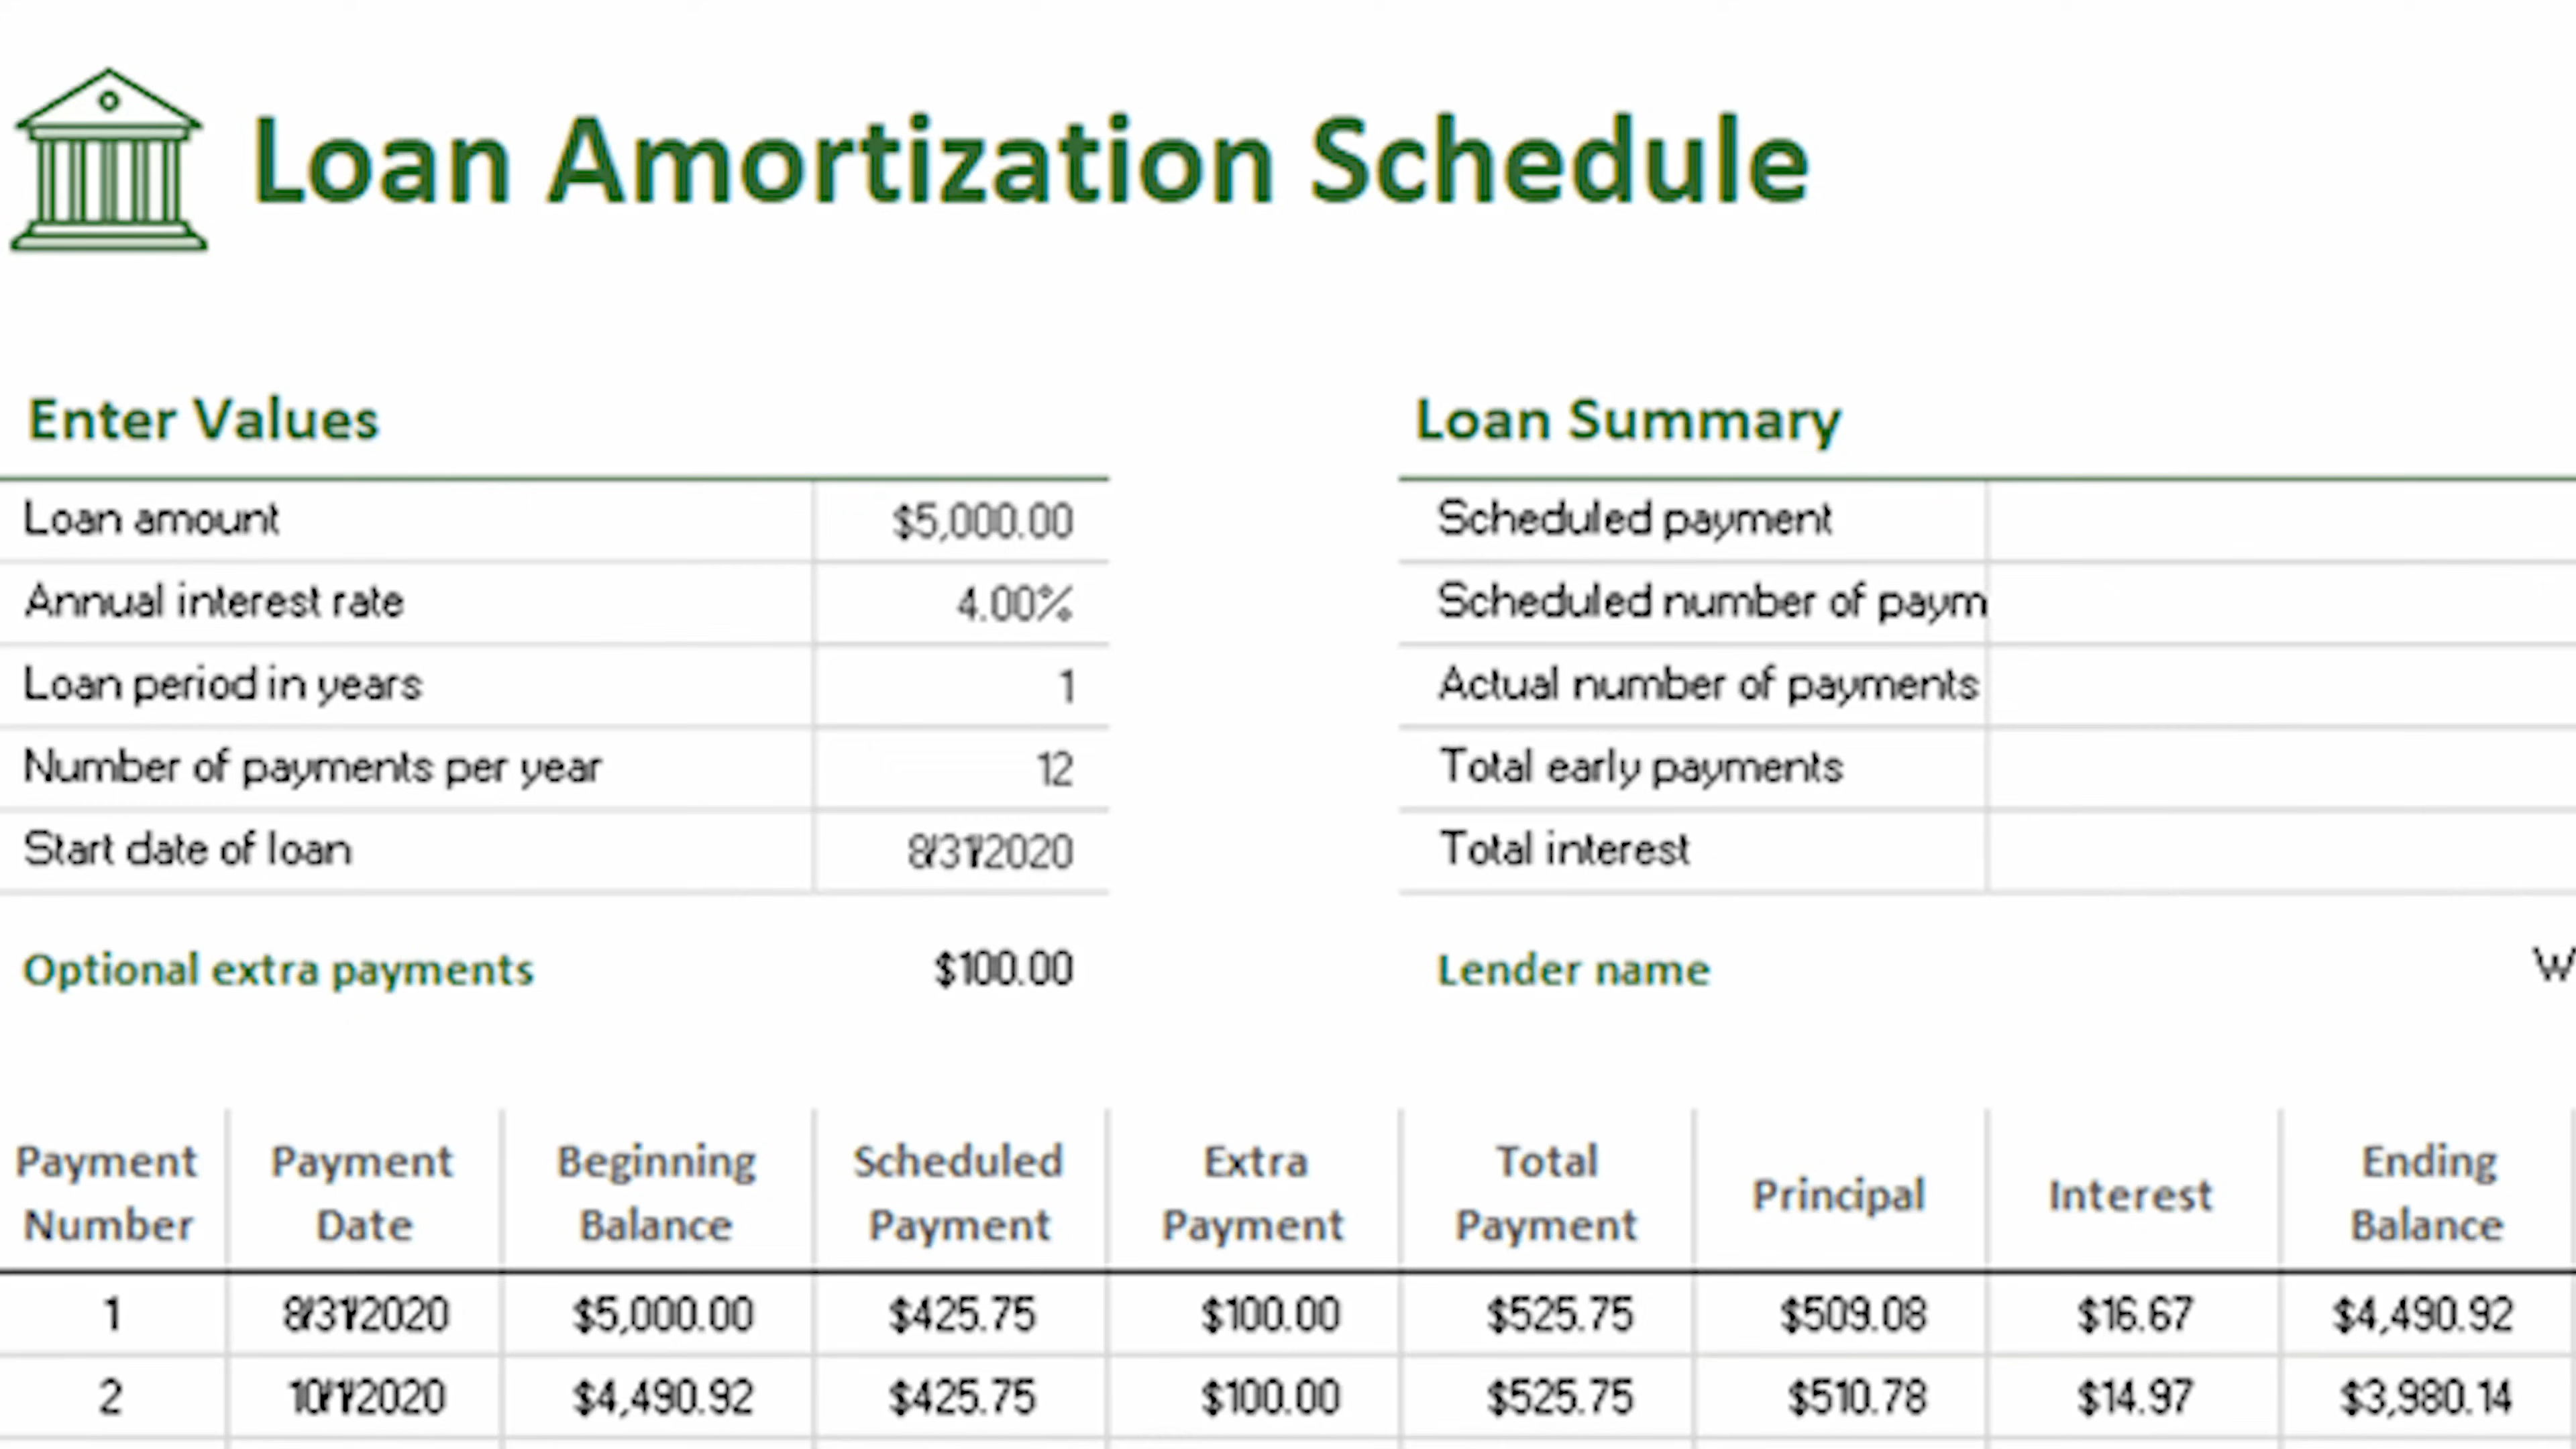 Loan Amortization Schedule
Enter Values
Loan amount $5,000.00
Annual interest rate 4.00%
Loan period in years 1
Number of payments per year 12
Start date of loan 8/31/2020
Optional extra payments $100.00
Loan Summary
Scheduled payment
Scheduled number of paym
Actual number of payments
Total early payments
Total interest
Lender name W
Payment Number Payment Date Beginning Balance Scheduled Payment Extra Payment Total Payment Principal Interest Ending Balance
1 8/31/2020 $5,000.00 $425.75 $100.00 $525.75 $509.08 $16.67 $4,490.92
2 10/1/2020 $4,490.92 $425.75 $100.00 $525.75 $510.78 $14.97 $3,980.14